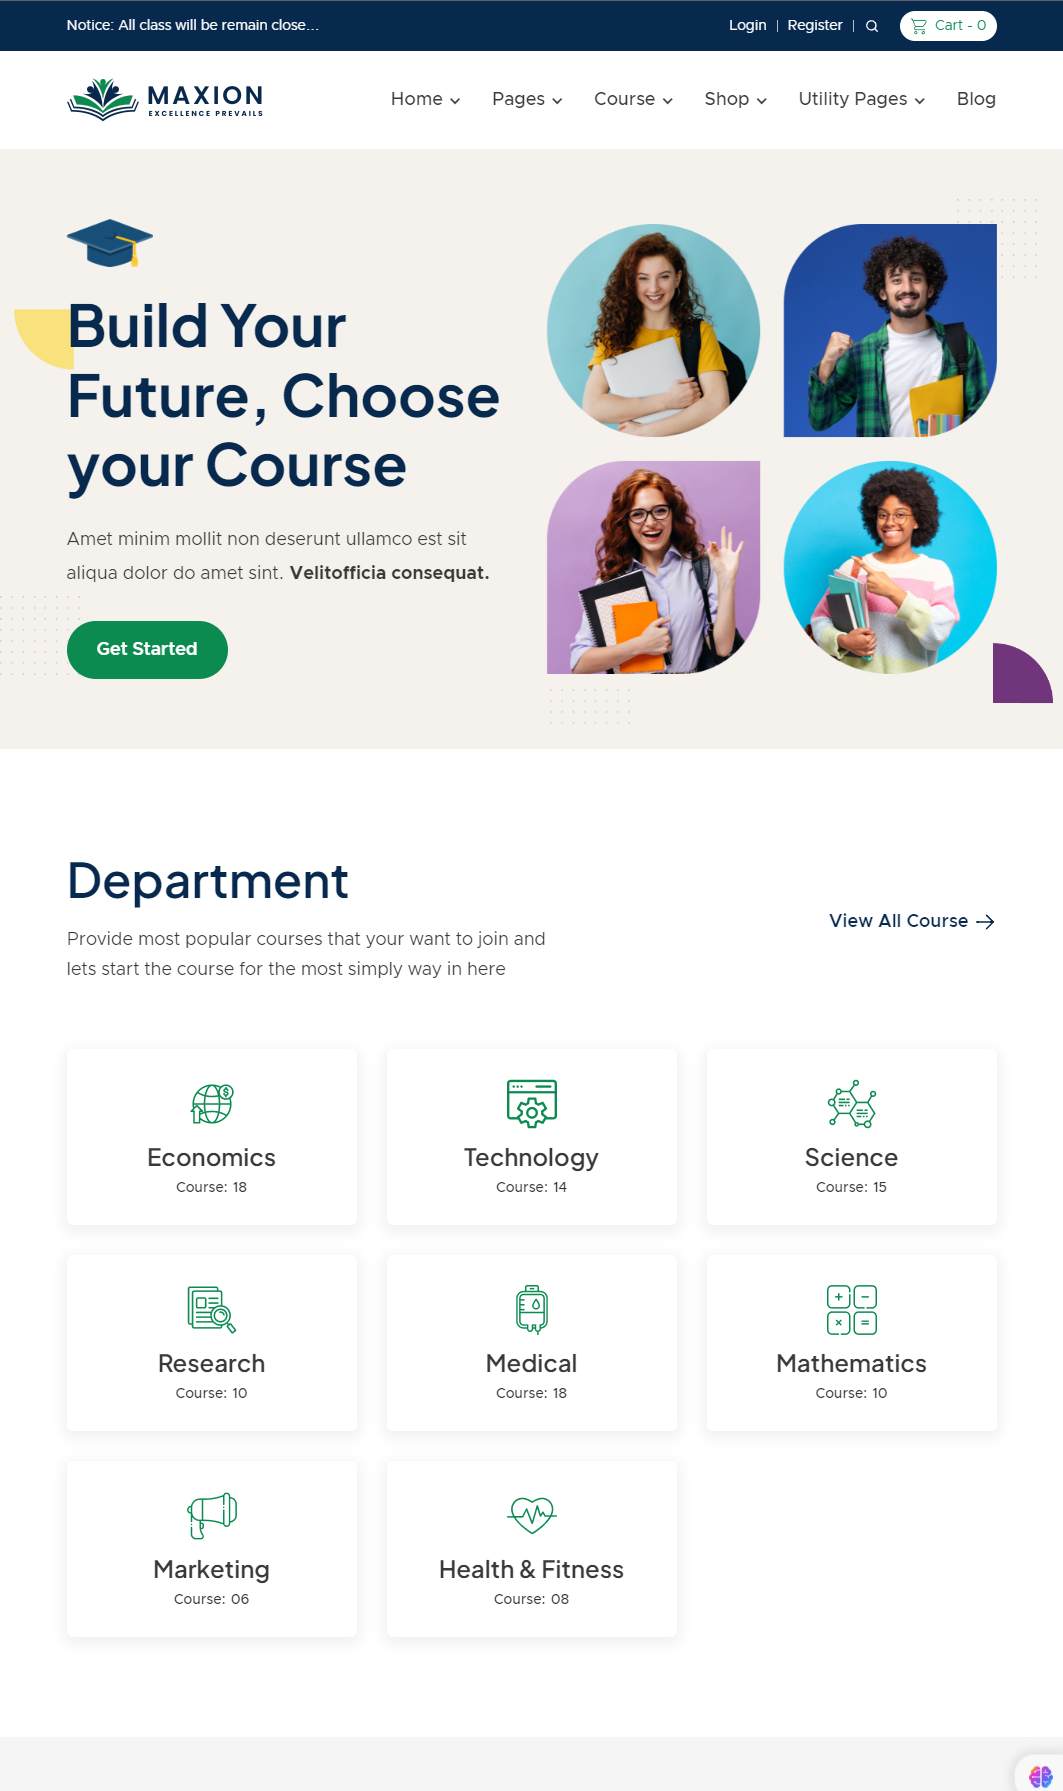 Notice: All class will be remain close...
Login | Register |
Cart - 0
MAXION
EXCELLENCE PREVAILS
Home
Pages
Course
Shop
Utility Pages
Blog
Build Your
Future, Choose
your Course
Amet minim mollit non deserunt ullamco est sit
aliqua dolor do amet sint. Velitofficia consequat.
Get Started
Department
Provide most popular courses that your want to join and
lets start the course for the most simply way in here
View All Course
Economics
Course: 18
Technology
Course: 14
Science
Course: 15
Research
Course: 10
Medical
Course: 18
Mathematics
Course: 10
Marketing
Course: 06
Health & Fitness
Course: 08